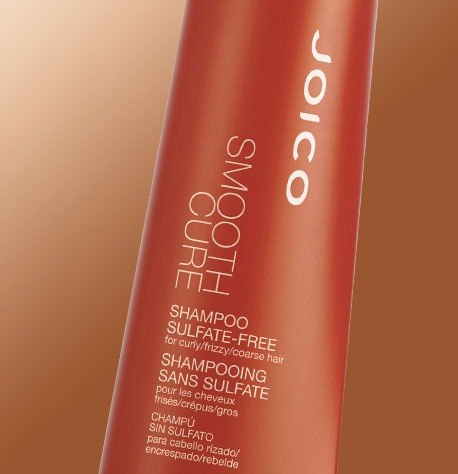 JOICO
SMOOTH
CURE
SHAMPOO
SULFATE-FREE
for curly/frizzy/coarse hair
SHAMPOOING
SANS SULFATE
pour les cheveux
frisés/crépus/gros
CHAMPÚ
SIN SULFATO
para cabello rizado/
encrespado/rebelde